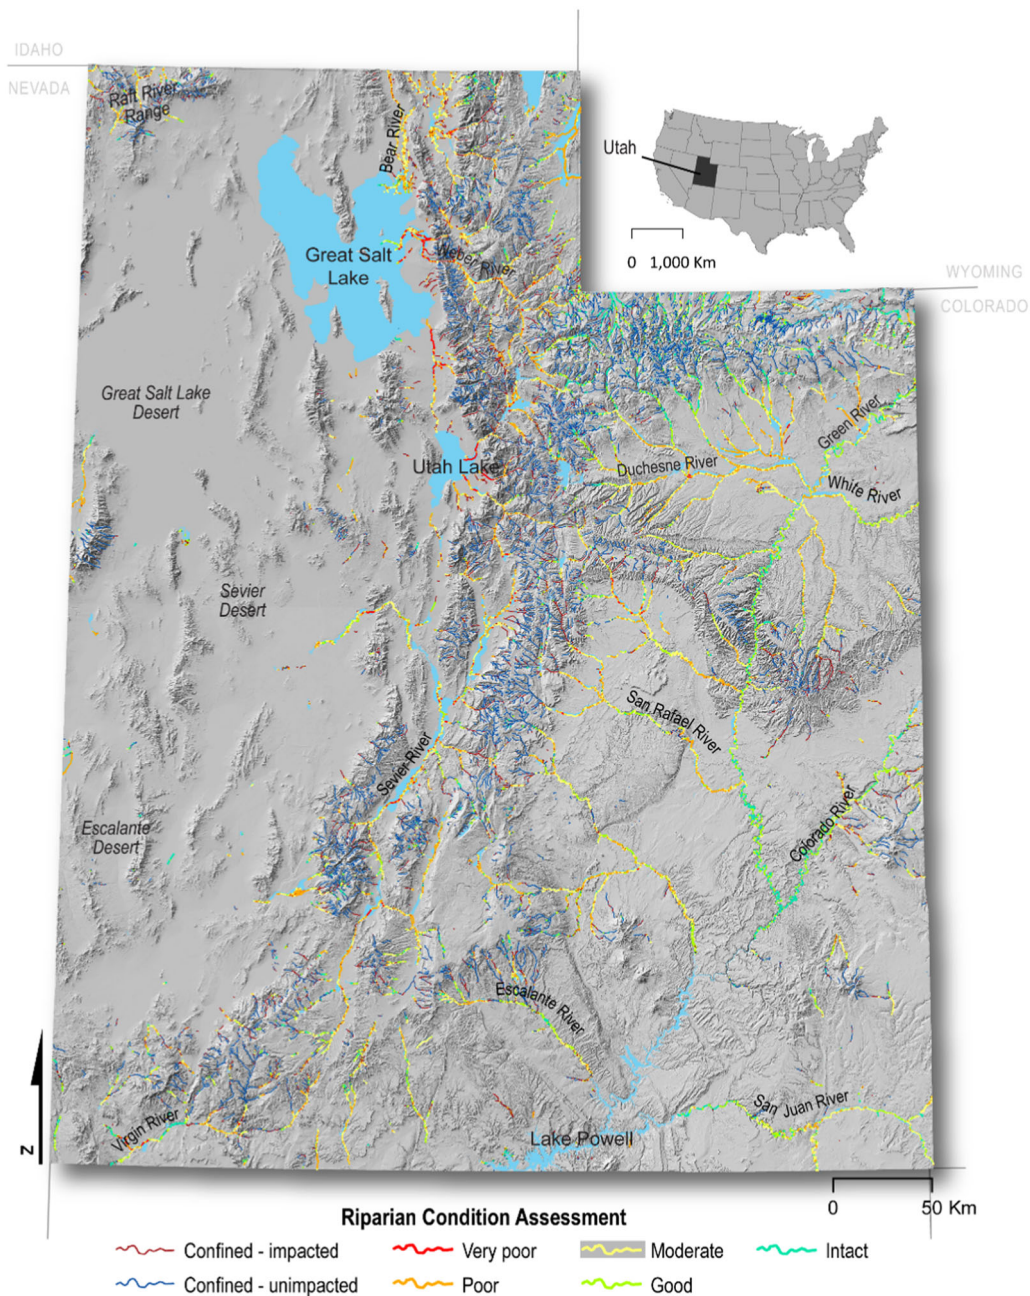 IDAHO
NEVADA
Raft River
Range
Bear River
Utah
0 1,000 Km
Great Salt
Lake
Weber River
WYOMING
COLORADO
Great Salt Lake
Desert
Green River
Utah Lake
Duchesne River
White River
Sevier
Desert
San Rafael River
Sevier River
Colorado River
Escalante
Desert
Escalante River
Virgin River
San Juan River
Lake Powell
N
0 50 Km
Riparian Condition Assessment
Confined - impacted
Very poor
Moderate
Intact
Confined - unimpacted
Poor
Good